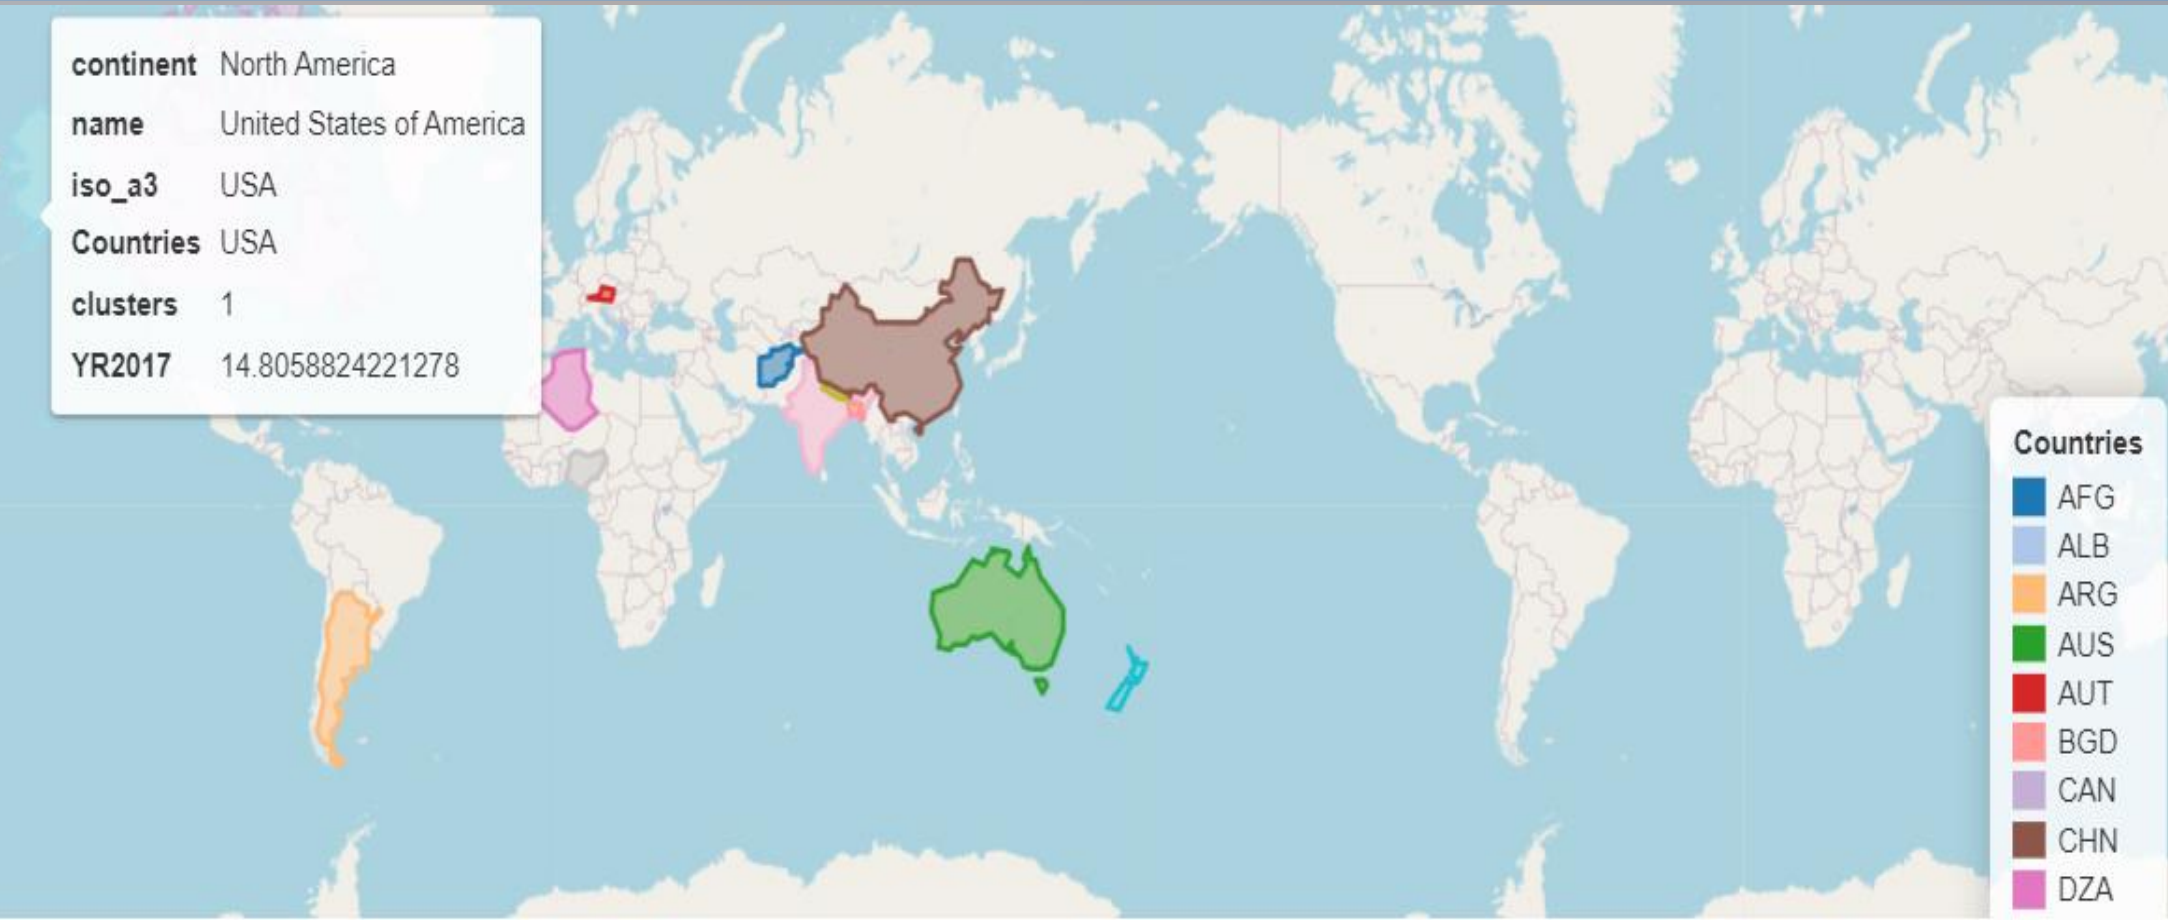 continent North America
name United States of America
iso_a3 USA
Countries USA
clusters 1
YR2017 14.8058824221278
Countries
AFG
ALB
ARG
AUS
AUT
BGD
CAN
CHN
DZA